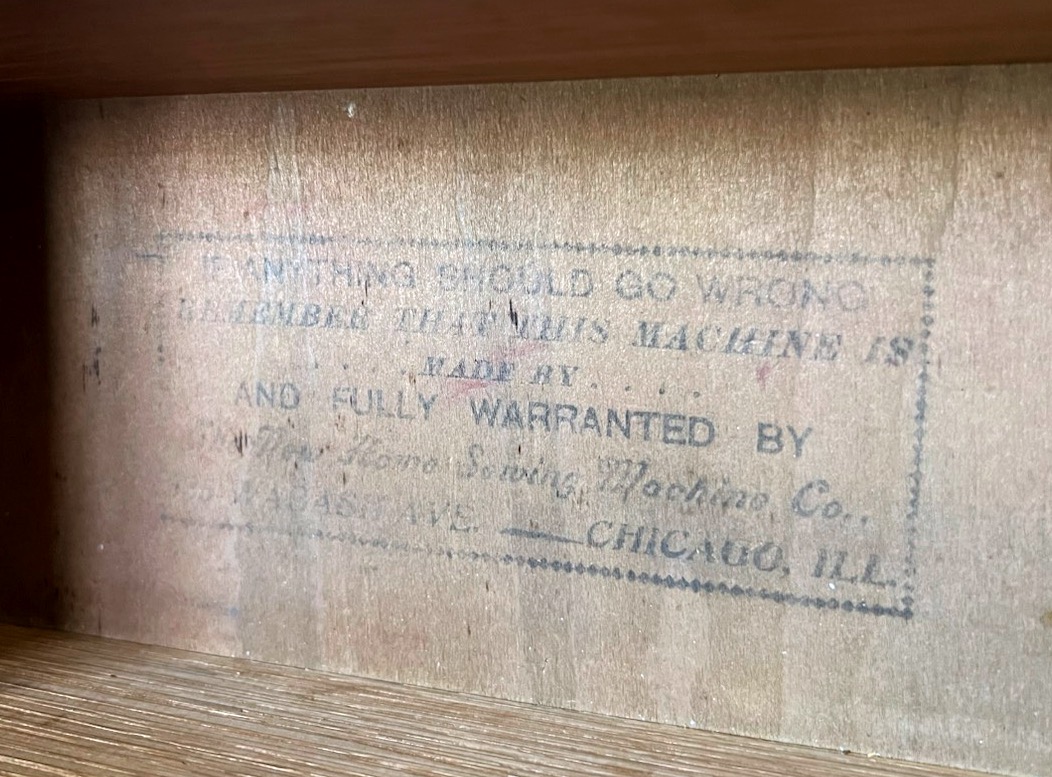 IF ANYTHING SHOULD GO WRONG
REMEMBER THAT THIS MACHINE IS
. . . . MADE BY . . . .
AND FULLY WARRANTED BY
The New Home Sewing Machine Co.,
WABASH AVE. — CHICAGO, ILL.